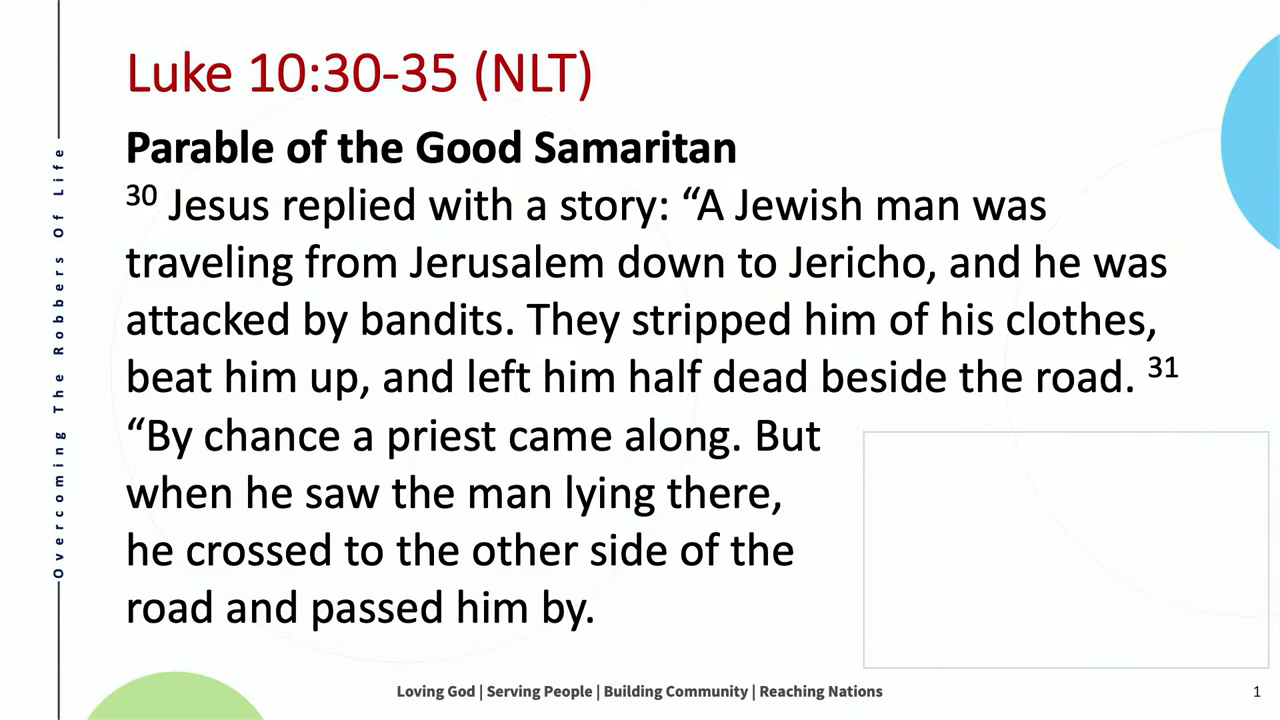 Luke 10:30-35 (NLT)
Parable of the Good Samaritan
30 Jesus replied with a story: “A Jewish man was
traveling from Jerusalem down to Jericho, and he was
attacked by bandits. They stripped him of his clothes,
beat him up, and left him half dead beside the road. 31
“By chance a priest came along. But
when he saw the man lying there,
he crossed to the other side of the
road and passed him by.
Overcoming The Robbers Of Life
Loving God | Serving People | Building Community | Reaching Nations
1